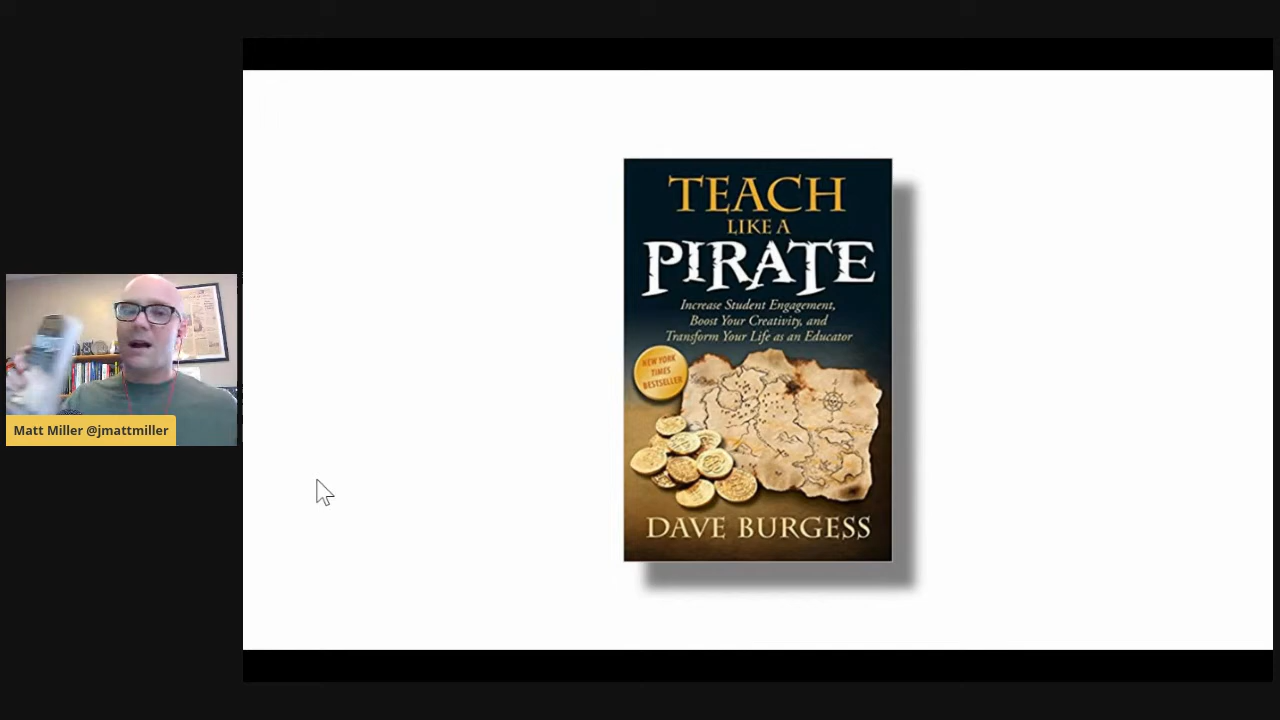 TEACH
LIKE A
PIRATE
Increase Student Engagement,
Boost Your Creativity, and
Transform Your Life as an Educator
NEW YORK
TIMES
BESTSELLER
DAVE BURGESS
Matt Miller @jmattmiller